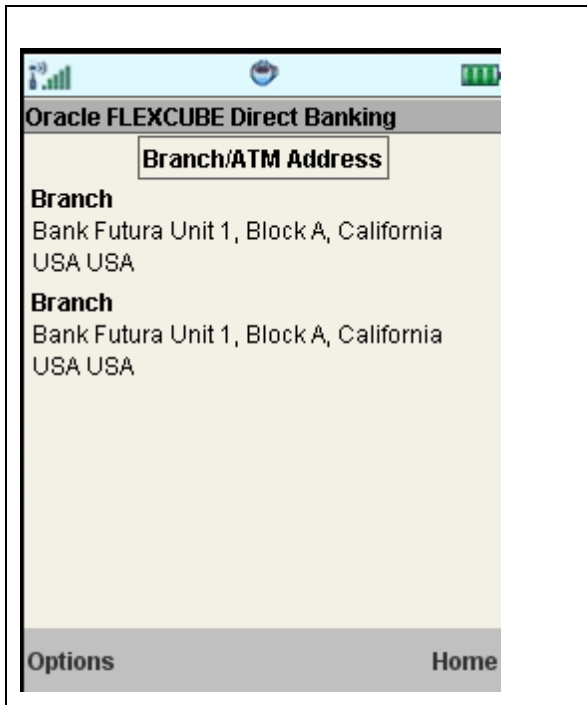 Oracle FLEXCUBE Direct Banking
Branch/ATM Address
Branch
Bank Futura Unit 1, Block A, California
USA USA
Branch
Bank Futura Unit 1, Block A, California
USA USA
Options Home